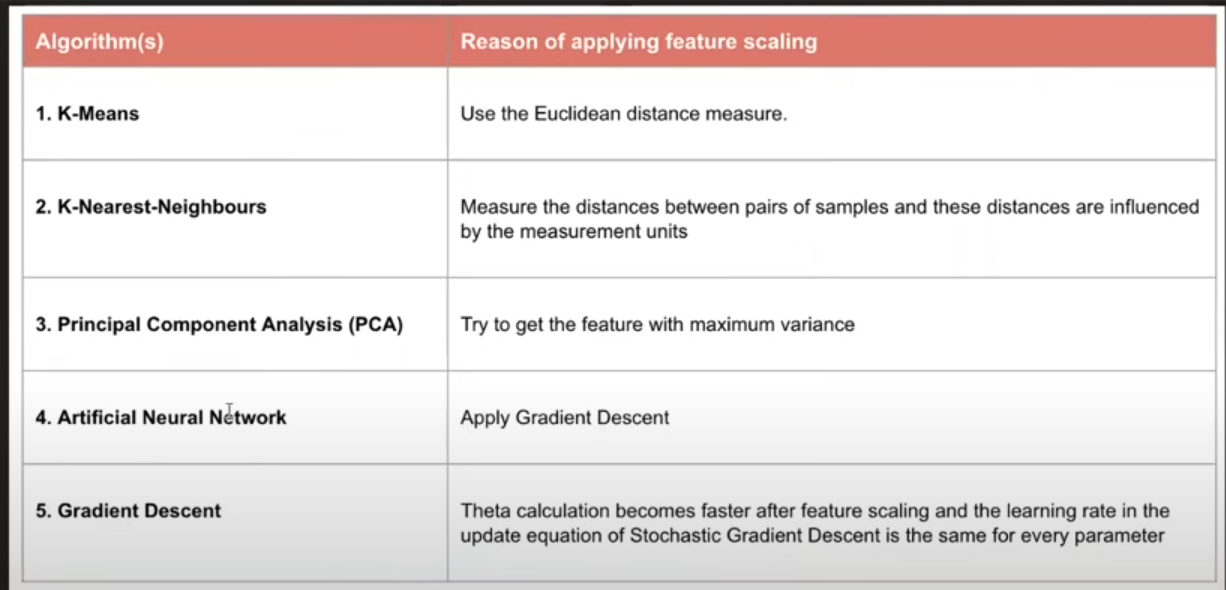 Algorithm(s)
Reason of applying feature scaling
1. K-Means
Use the Euclidean distance measure.
2. K-Nearest-Neighbours
Measure the distances between pairs of samples and these distances are influenced
by the measurement units
3. Principal Component Analysis (PCA)
Try to get the feature with maximum variance
4. Artificial Neural Network
Apply Gradient Descent
5. Gradient Descent
Theta calculation becomes faster after feature scaling and the learning rate in the
update equation of Stochastic Gradient Descent is the same for every parameter